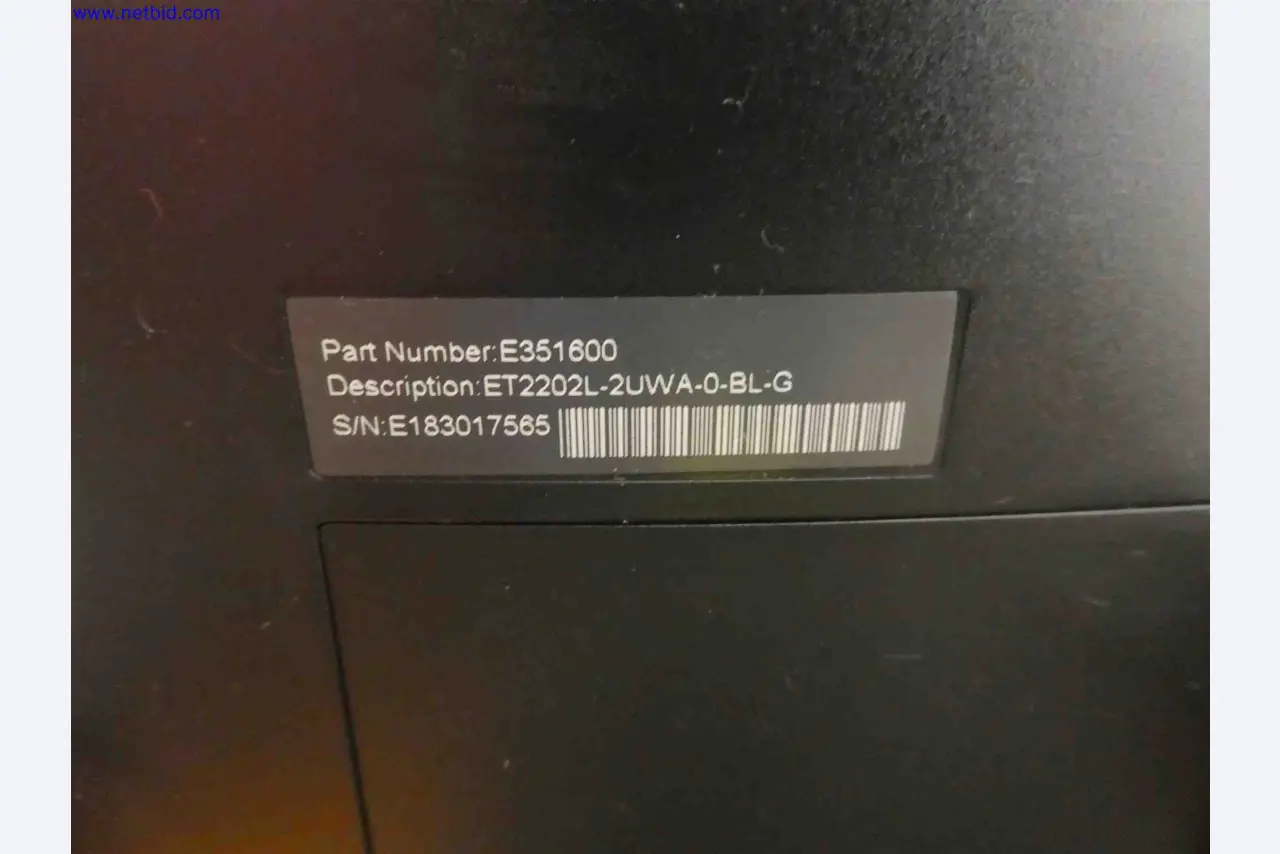 www.netbid.com
Part Number:E351600
Description:ET2202L-2UWA-0-BL-G
S/N:E183017565